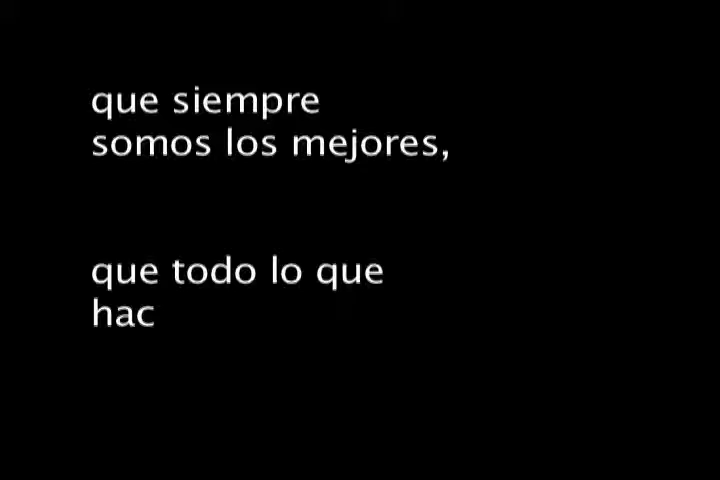 que siempre
somos los mejores,
que todo lo que
hac